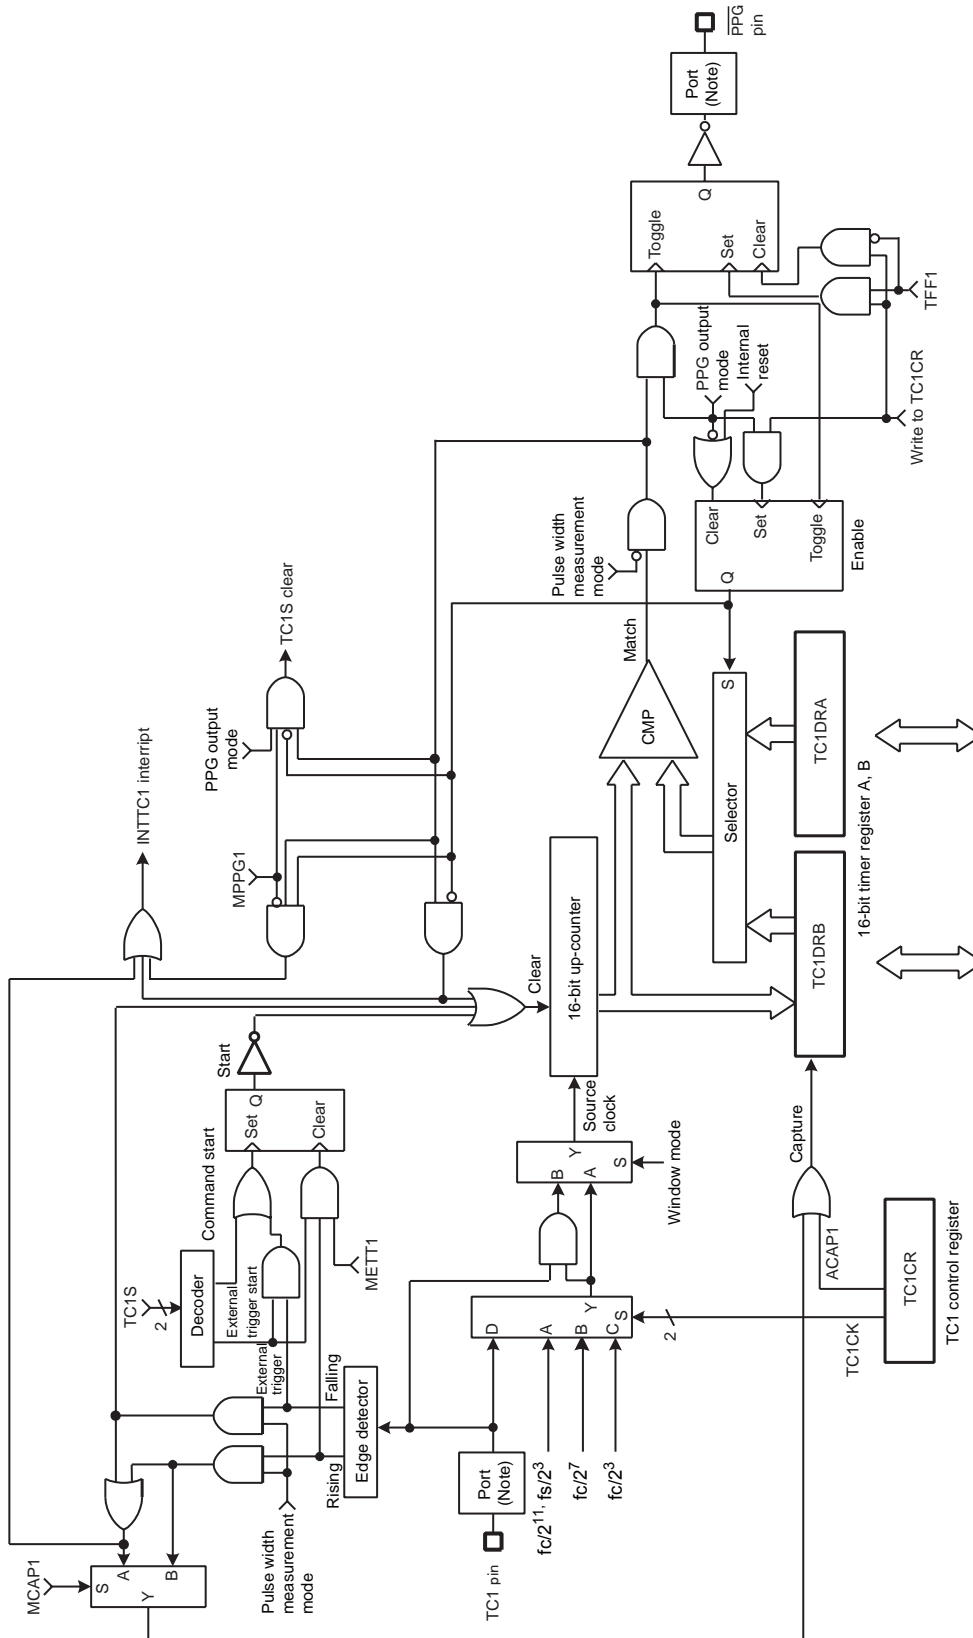 MCAP1
S
A
B
Y
Pulse width
measurement
mode
Rising
Falling
Edge detector
TC1S
2
Decoder
External
trigger
External
trigger start
Command start
METT1
Set
Q
Clear
Start
INTTC1 interript
MPPG1
PPG output
mode
TC1S clear
TC1 pin
Port
(Note)
fc/2¹¹, fs/2³
fc/2⁷
fc/2³
D
A
B
C
S
Y
2
TC1CK
B
A
Y
S
Window mode
Source
clock
16-bit up-counter
Clear
CMP
Match
Pulse width
measurement
mode
TC1CR
TC1 control register
ACAP1
Capture
TC1DRB
TC1DRA
16-bit timer register A, B
Selector
S
Q
Clear
Set
Toggle
Enable
PPG output
mode
Internal
reset
Write to TC1CR
TFF1
Toggle
Set
Clear
Q
Port
(Note)
PPG
pin